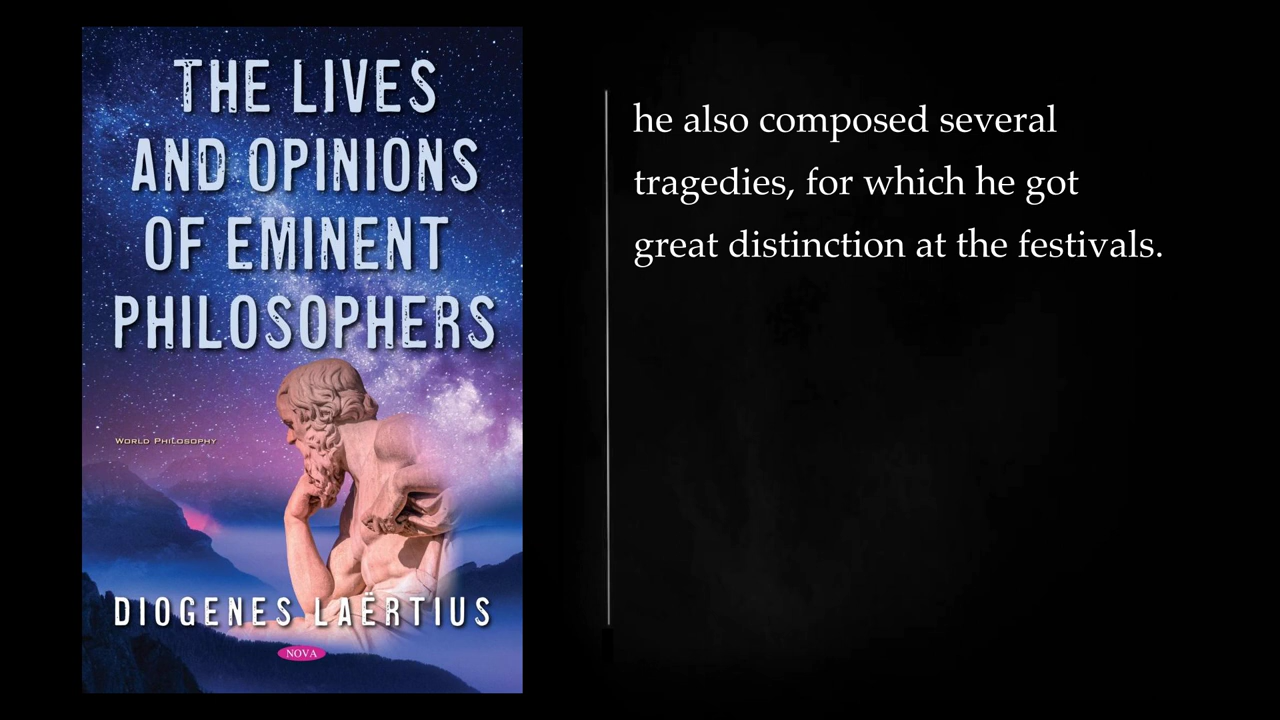 THE LIVES
AND OPINIONS
OF EMINENT
PHILOSOPHERS
WORLD PHILOSOPHY
DIOGENES LAËRTIUS
NOVA
he also composed several
tragedies, for which he got
great distinction at the festivals.